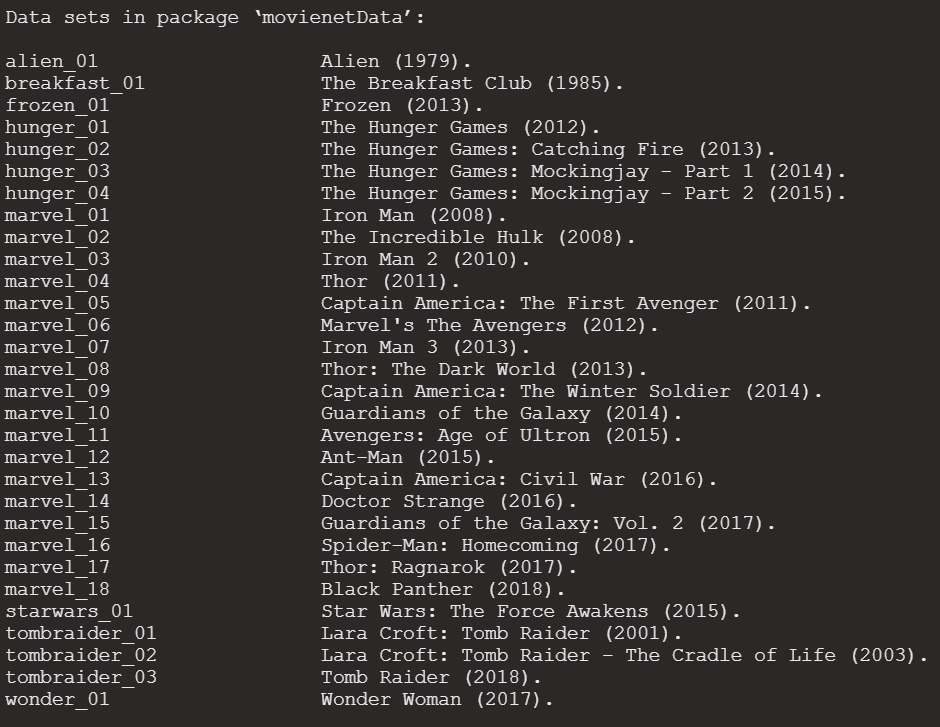 Data sets in package ‘movienetData’:
alien_01 Alien (1979).
breakfast_01 The Breakfast Club (1985).
frozen_01 Frozen (2013).
hunger_01 The Hunger Games (2012).
hunger_02 The Hunger Games: Catching Fire (2013).
hunger_03 The Hunger Games: Mockingjay - Part 1 (2014).
hunger_04 The Hunger Games: Mockingjay - Part 2 (2015).
marvel_01 Iron Man (2008).
marvel_02 The Incredible Hulk (2008).
marvel_03 Iron Man 2 (2010).
marvel_04 Thor (2011).
marvel_05 Captain America: The First Avenger (2011).
marvel_06 Marvel's The Avengers (2012).
marvel_07 Iron Man 3 (2013).
marvel_08 Thor: The Dark World (2013).
marvel_09 Captain America: The Winter Soldier (2014).
marvel_10 Guardians of the Galaxy (2014).
marvel_11 Avengers: Age of Ultron (2015).
marvel_12 Ant-Man (2015).
marvel_13 Captain America: Civil War (2016).
marvel_14 Doctor Strange (2016).
marvel_15 Guardians of the Galaxy: Vol. 2 (2017).
marvel_16 Spider-Man: Homecoming (2017).
marvel_17 Thor: Ragnarok (2017).
marvel_18 Black Panther (2018).
starwars_01 Star Wars: The Force Awakens (2015).
tombraider_01 Lara Croft: Tomb Raider (2001).
tombraider_02 Lara Croft: Tomb Raider - The Cradle of Life (2003).
tombraider_03 Tomb Raider (2018).
wonder_01 Wonder Woman (2017).